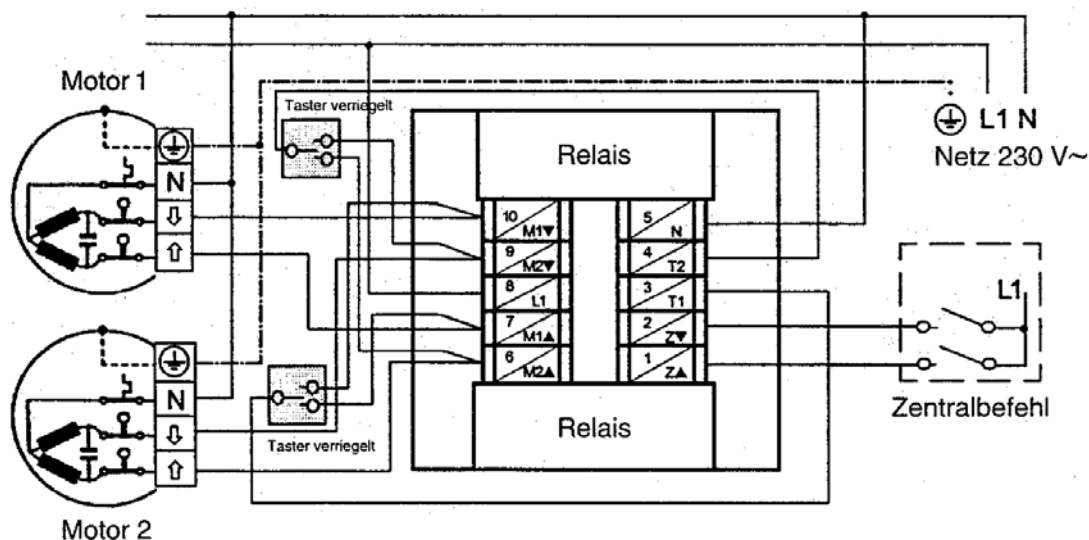 Motor 1
Taster verriegelt
Relais
L1 N
Netz 230 V~
N
10
M1▼
9
M2▼
8
L1
7
M1▲
6
M2▲
5
N
4
T2
3
T1
2
Z▼
1
Z▲
L1
Zentralbefehl
N
Taster verriegelt
Relais
Motor 2